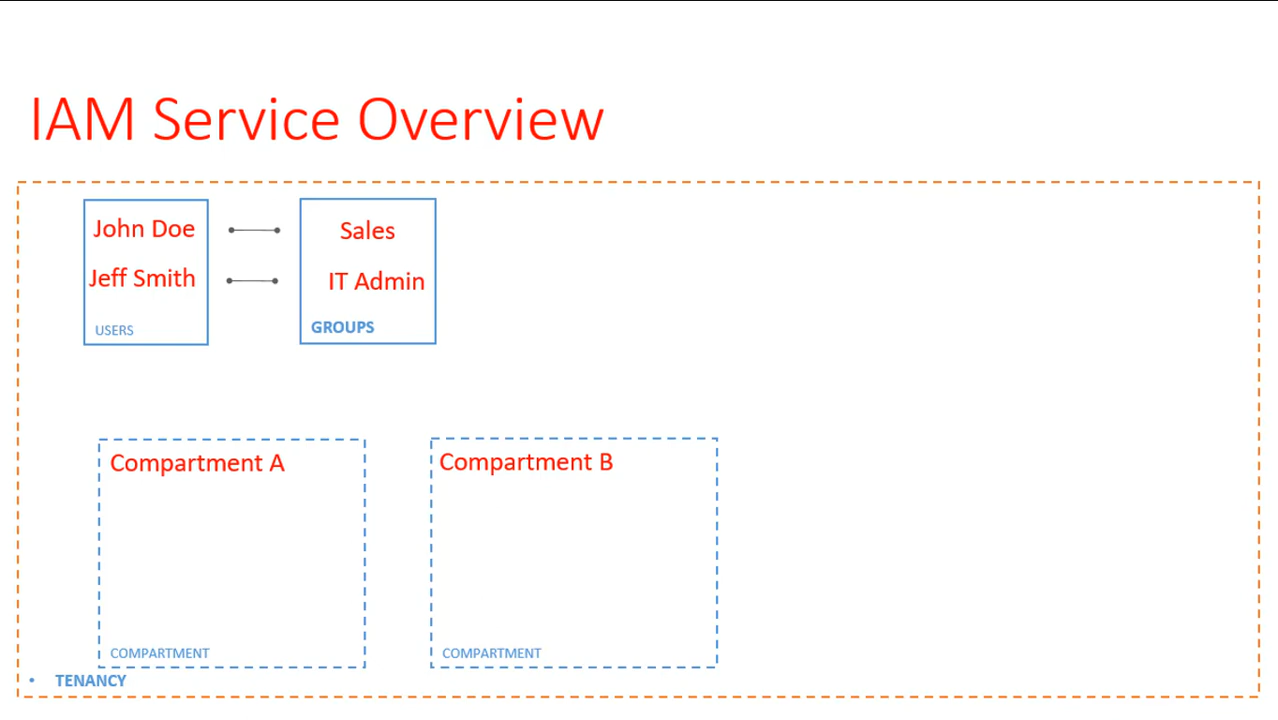 IAM Service Overview
John Doe
Sales
Jeff Smith
IT Admin
USERS
GROUPS
Compartment A
Compartment B
COMPARTMENT
COMPARTMENT
• TENANCY